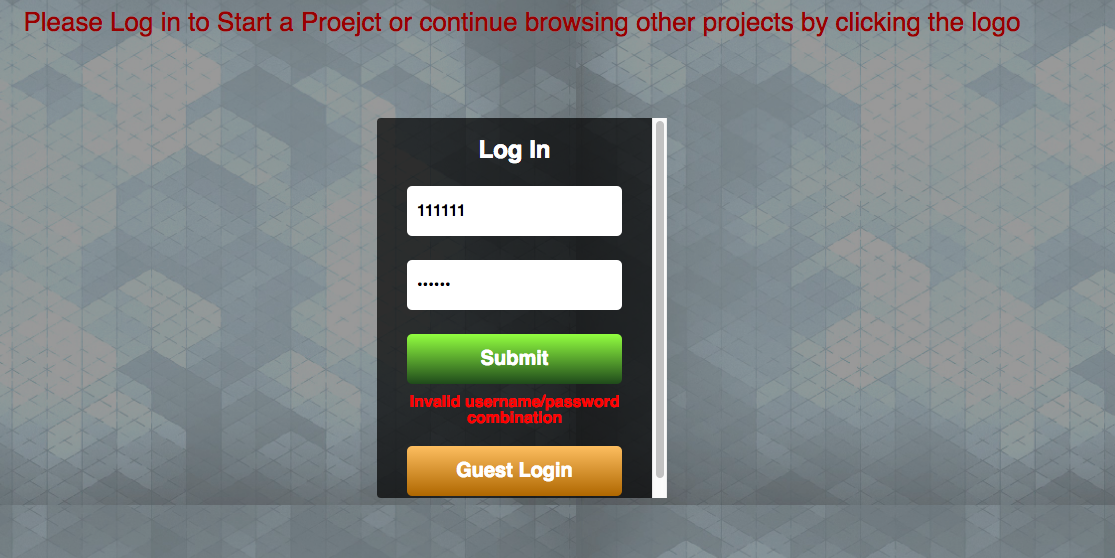 Please Log in to Start a Proejct or continue browsing other projects by clicking the logo
Log In
111111
••••••
Submit
Invalid username/password
combination
Guest Login